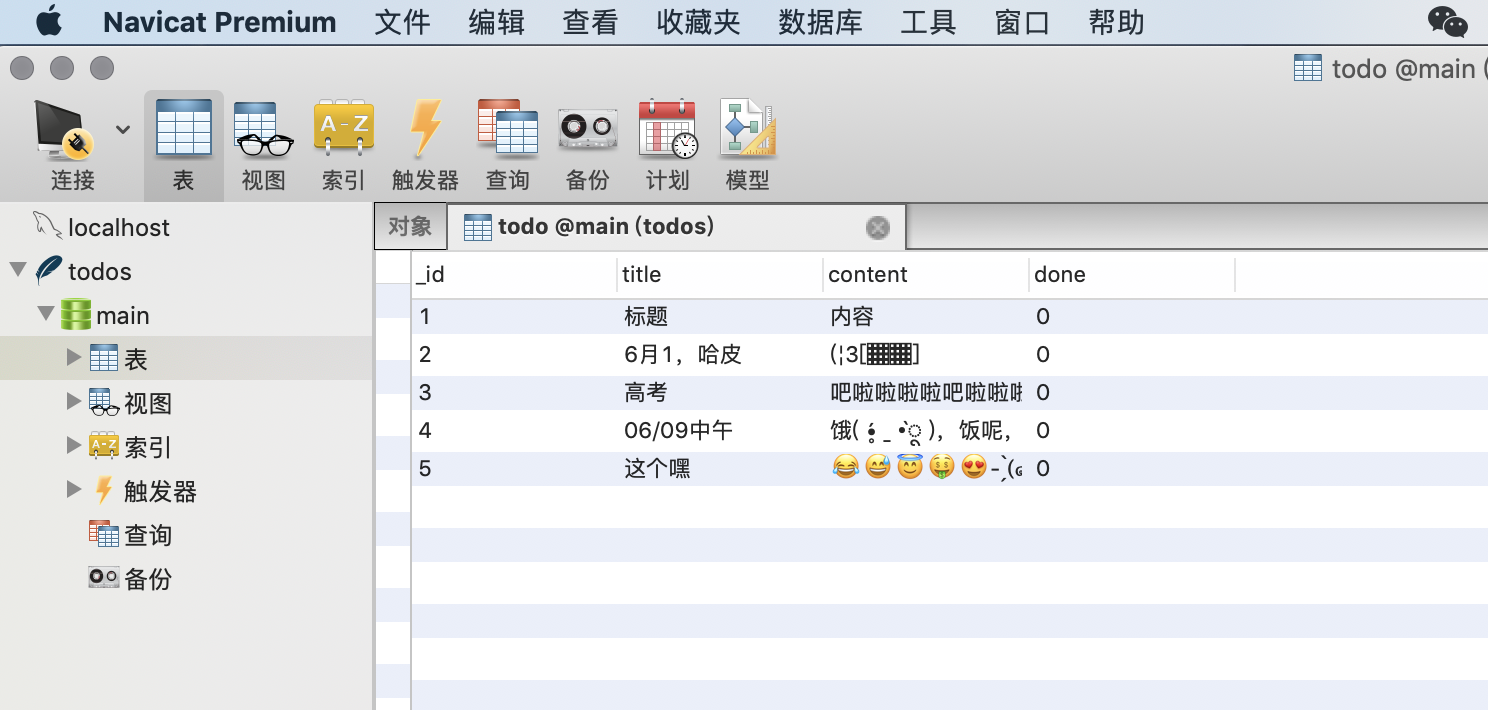 Navicat Premium 文件 编辑 查看 收藏夹 数据库 工具 窗口 帮助
todo @main (
A-Z
连接 表 视图 索引 触发器 查询 备份 计划 模型
localhost
todos
main
表
视图
A-Z 索引
触发器
查询
备份
对象 todo @main (todos)
_id title content done
1 标题 内容 0
2 6月1，哈皮 (¦3[▓▓] 0
3 高考 吧啦啦啦啦吧啦啦 0
4 06/09中午 饿( •́ ˍ •̀ू )，饭呢， 0
5 这个嘿 😂😅😇🤑😍 0